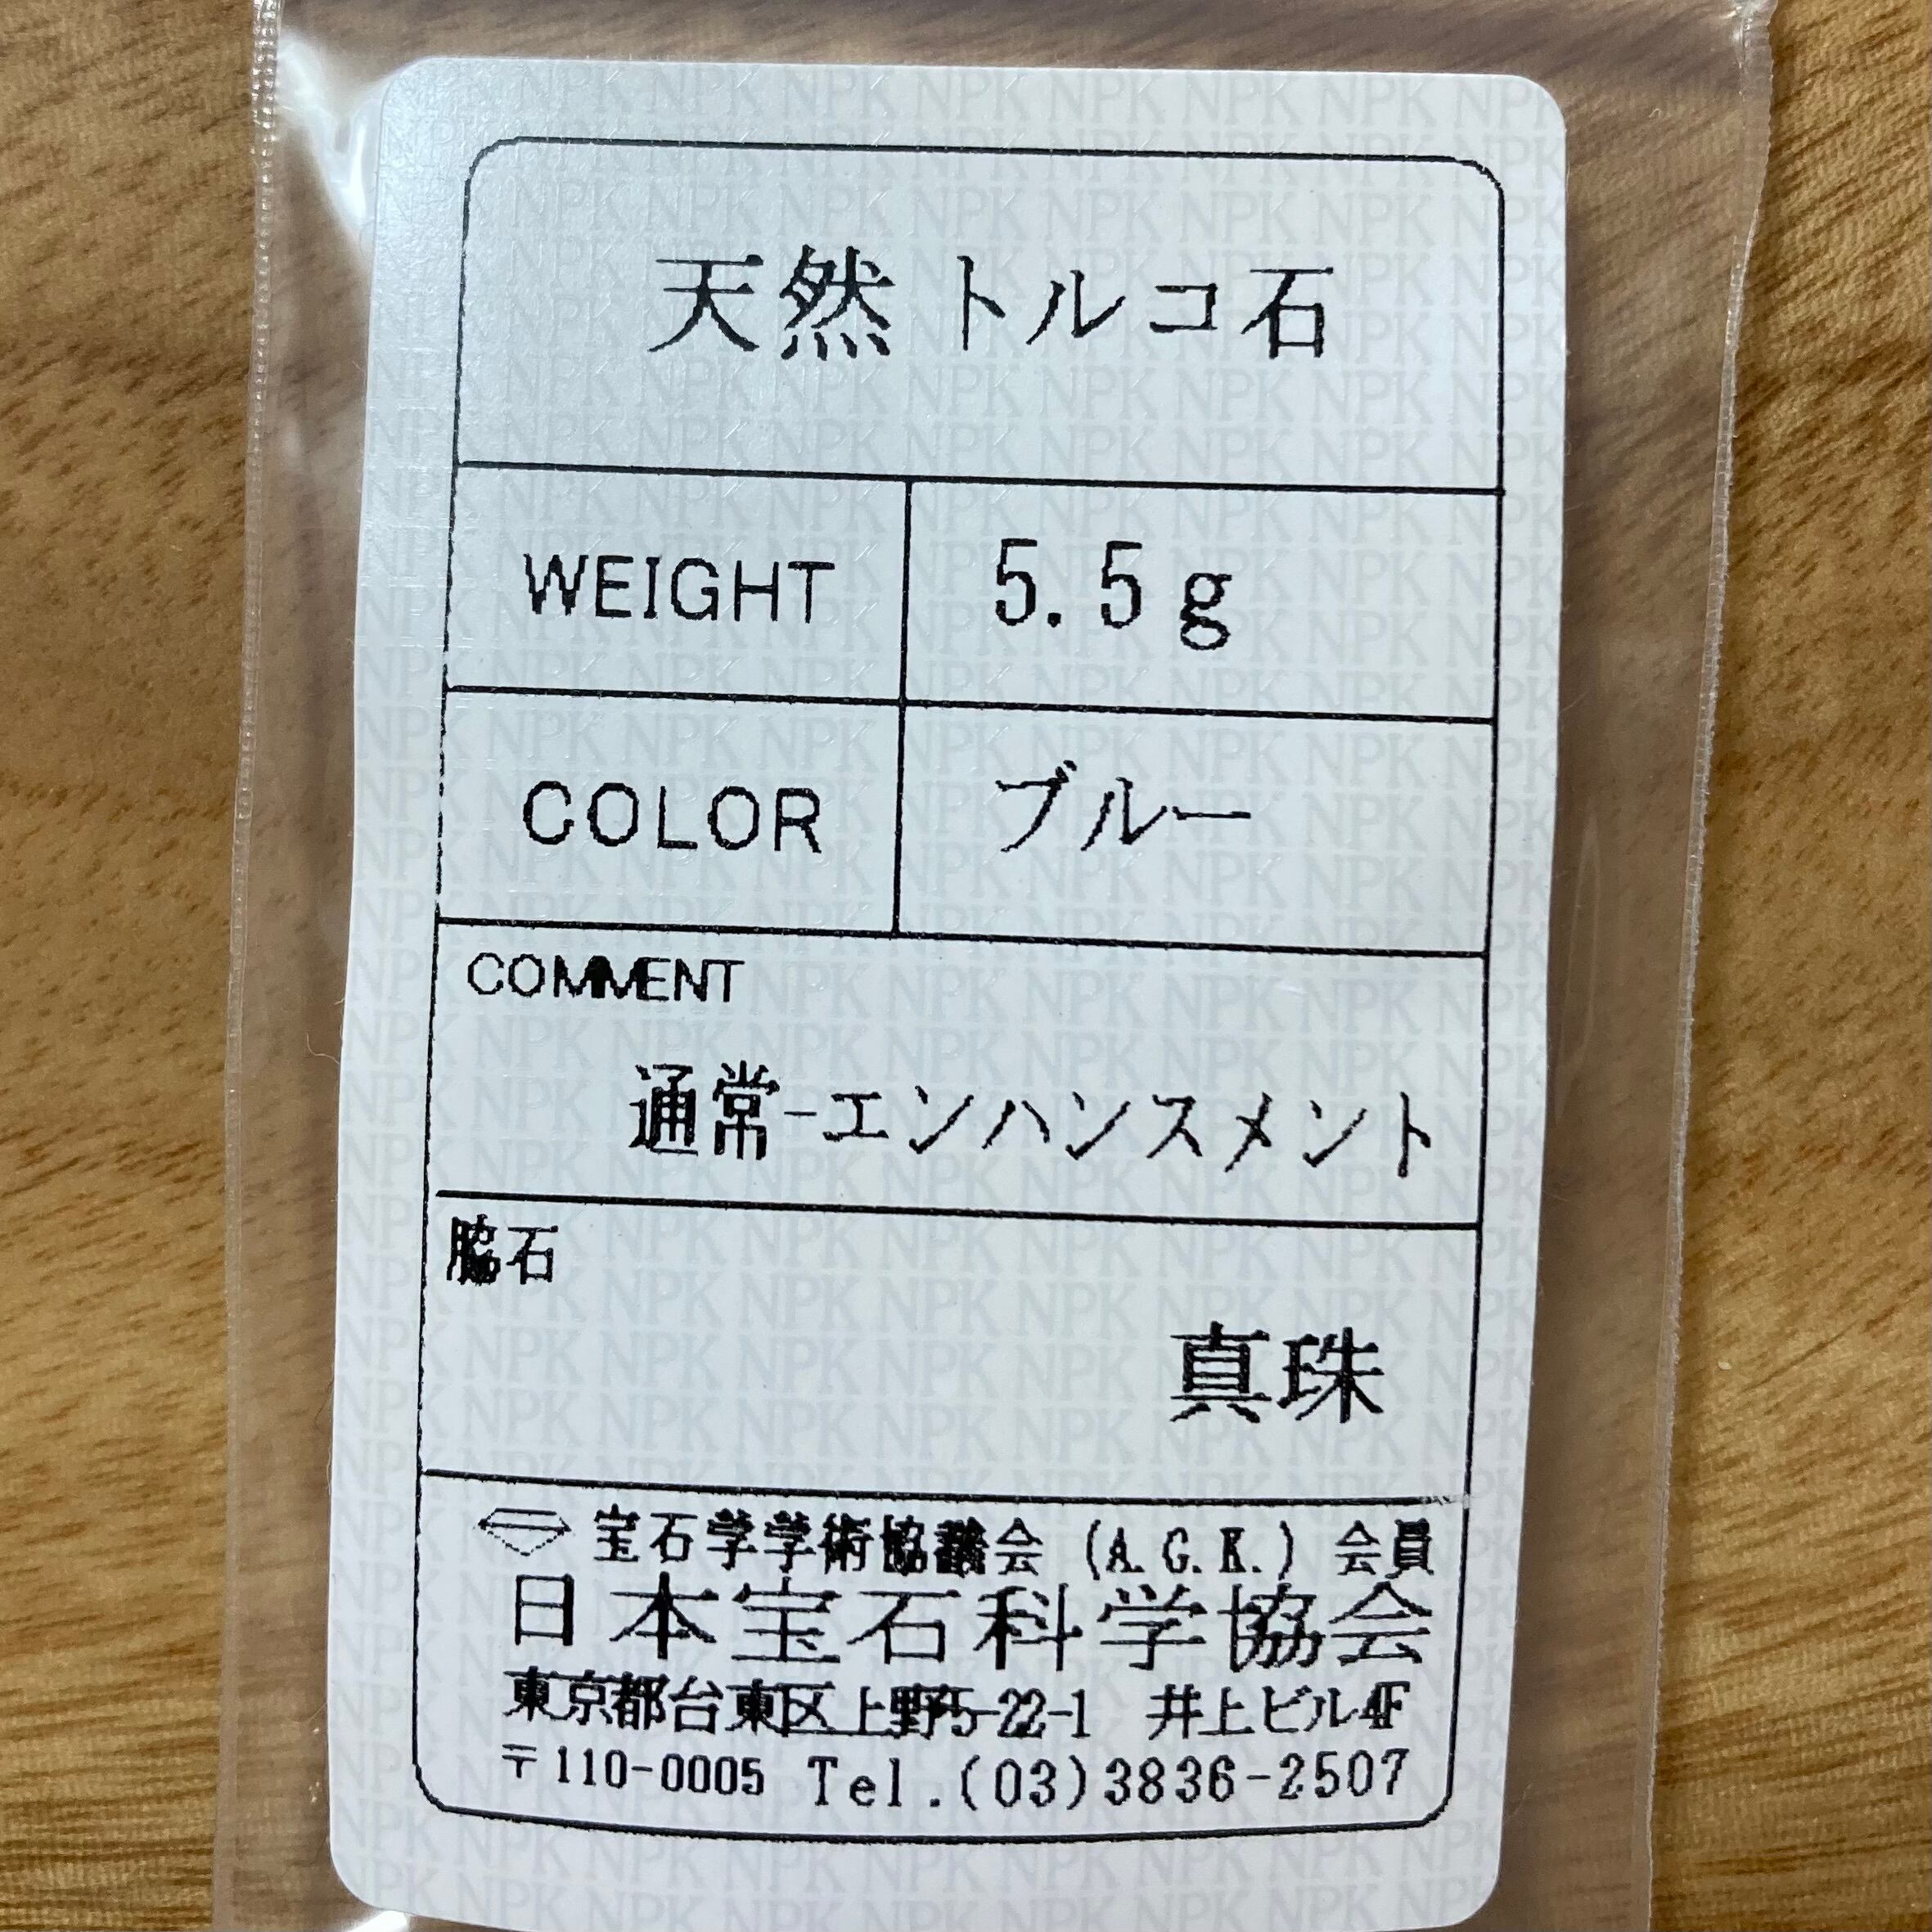 天然トルコ石
WEIGHT 5.5g
COLOR ブルー
COMMENT
通常-エンハンスメント
脇石
真珠
宝石学学術協議会 (A.G.K.) 会員
日本宝石科学協会
東京都台東区上野5-22-1 井上ビル4F
〒110-0005 Tel.(03)3836-2507